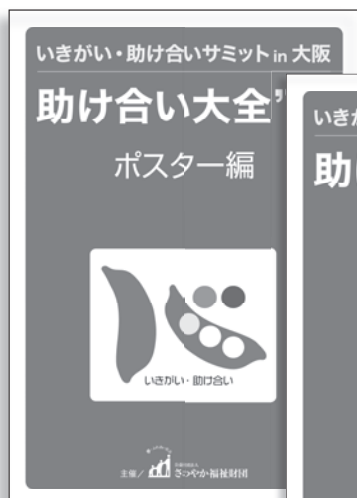 いきがい・助け合いサミット in 大阪
助け合い大全
ポスター編
いきがい・助け合い
主催／
さわやか福祉財団
いきが
助